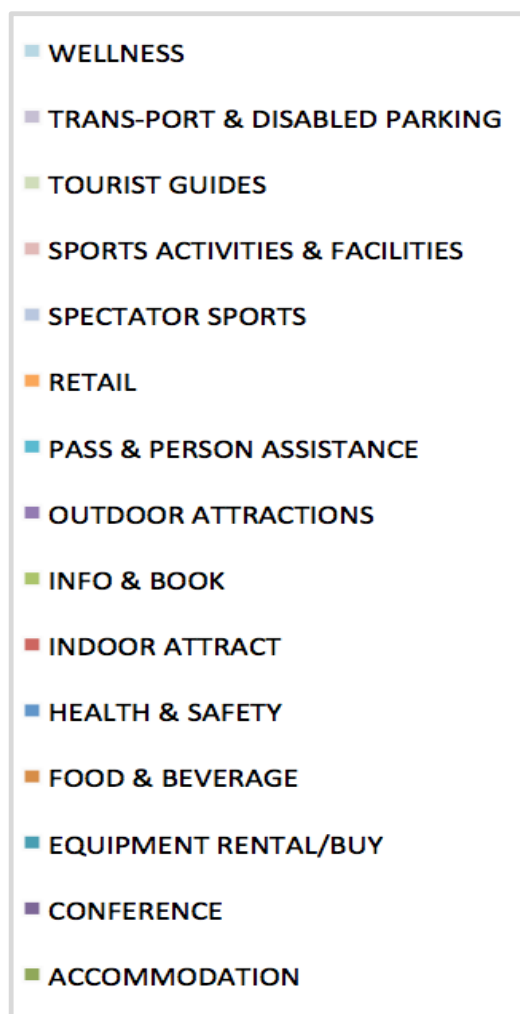 WELLNESS
TRANS-PORT & DISABLED PARKING
TOURIST GUIDES
SPORTS ACTIVITIES & FACILITIES
SPECTATOR SPORTS
RETAIL
PASS & PERSON ASSISTANCE
OUTDOOR ATTRACTIONS
INFO & BOOK
INDOOR ATTRACT
HEALTH & SAFETY
FOOD & BEVERAGE
EQUIPMENT RENTAL/BUY
CONFERENCE
ACCOMMODATION